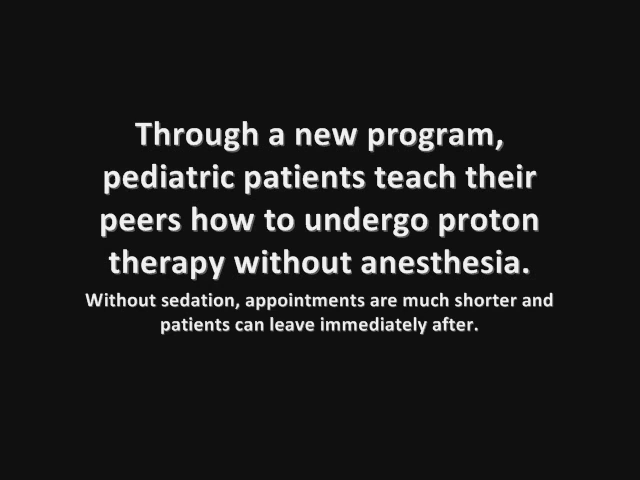 Through a new program,
pediatric patients teach their
peers how to undergo proton
therapy without anesthesia.
Without sedation, appointments are much shorter and
patients can leave immediately after.